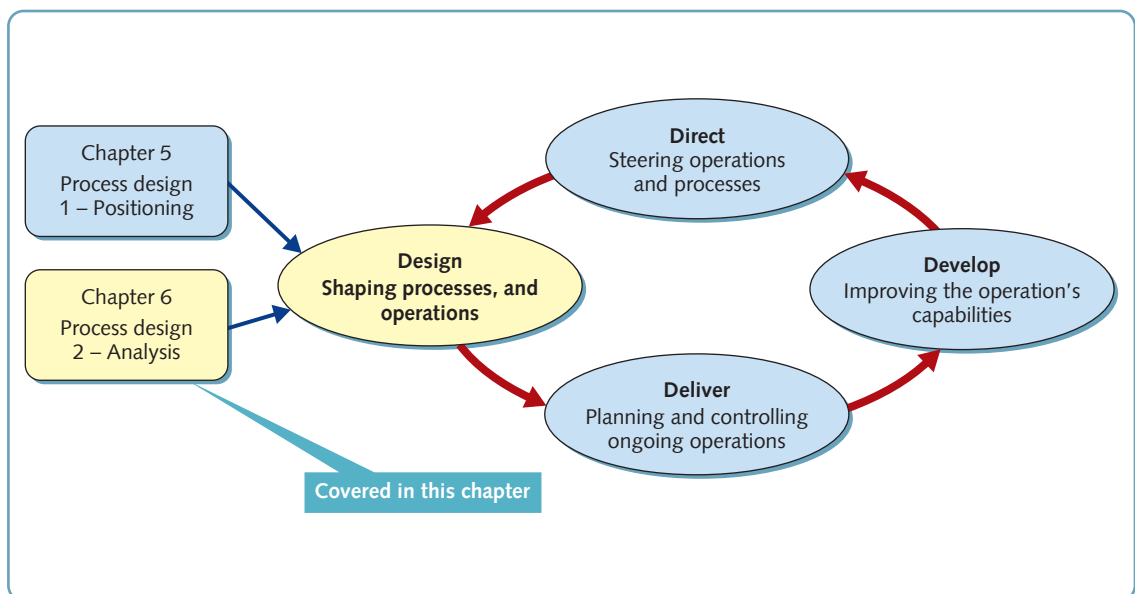 Chapter 5
Process design
1 – Positioning
Chapter 6
Process design
2 – Analysis
Covered in this chapter
Design
Shaping processes, and
operations
Direct
Steering operations
and processes
Develop
Improving the operation's
capabilities
Deliver
Planning and controlling
ongoing operations